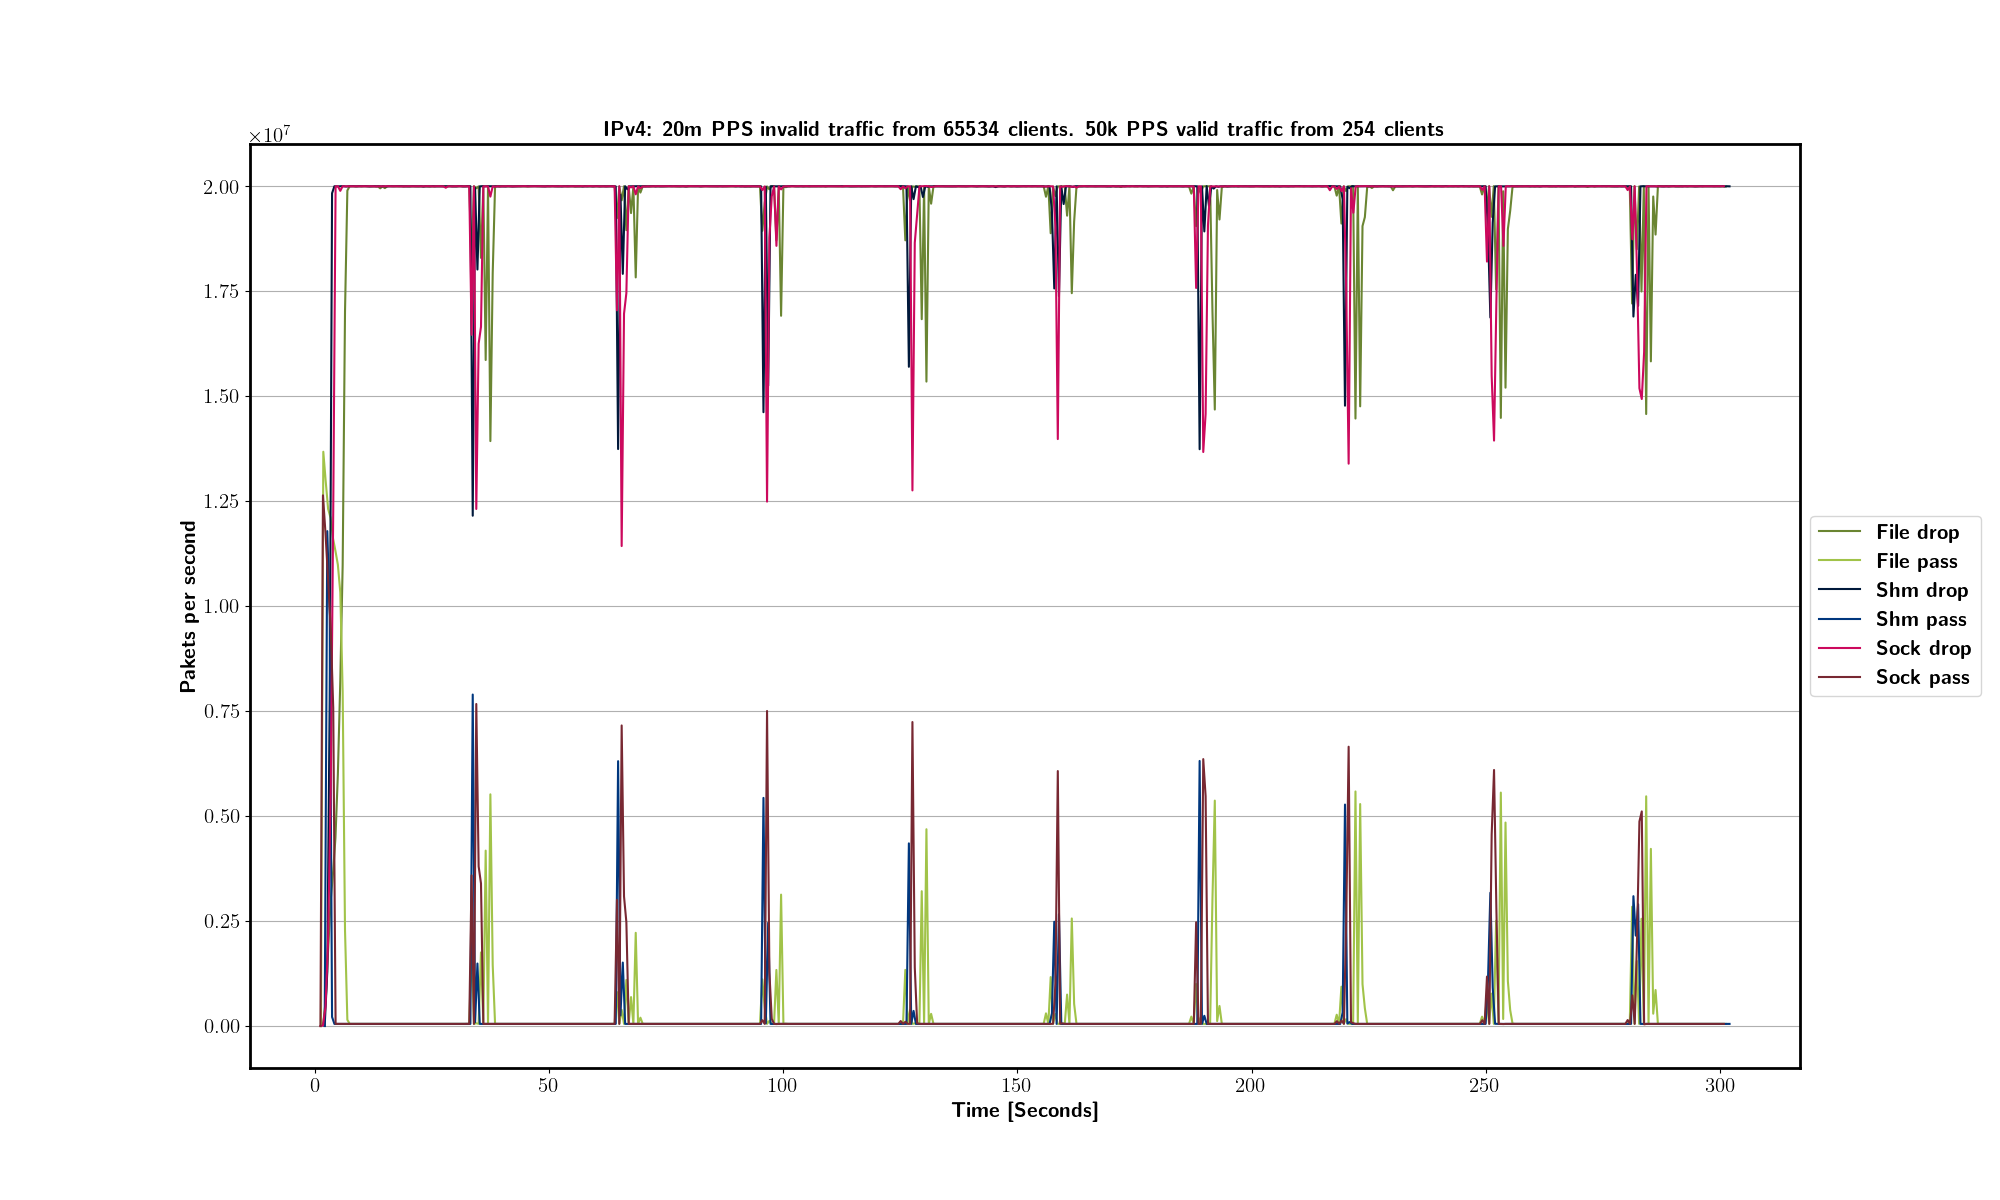 IPv4: 20m PPS invalid traffic from 65534 clients. 50k PPS valid traffic from 254 clients
×10⁷
2.00
1.75
1.50
1.25
1.00
0.75
0.50
0.25
0.00
Pakets per second
0 50 100 150 200 250 300
Time [Seconds]
File drop
File pass
Shm drop
Shm pass
Sock drop
Sock pass